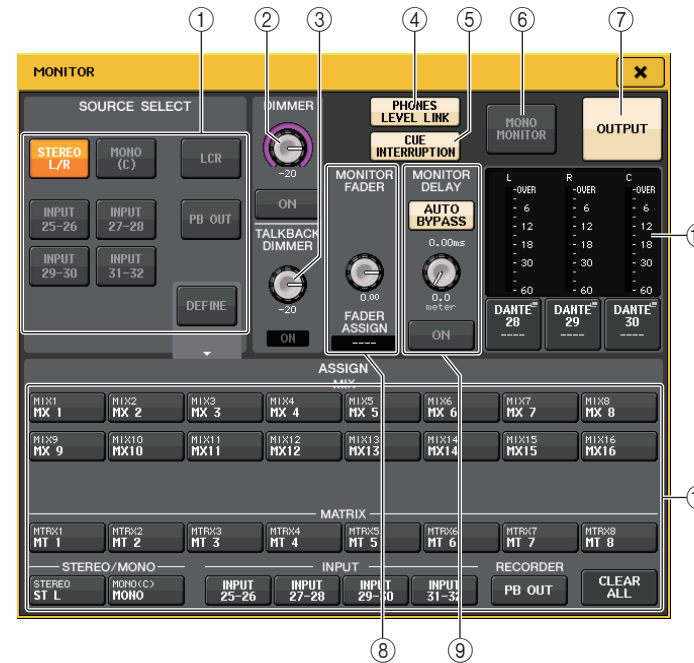 ① ② ③ ④ ⑤ ⑥ ⑦
MONITOR
SOURCE SELECT
STEREO L/R
MONO (C)
LCR
INPUT 25-26
INPUT 27-28
PB OUT
INPUT 29-30
INPUT 31-32
DEFINE
DIMMER
-20
ON
TALKBACK DIMMER
-20
ON
PHONES LEVEL LINK
CUE INTERRUPTION
MONO MONITOR
OUTPUT
MONITOR FADER
0.00
FADER ASSIGN
----
MONITOR DELAY
AUTO BYPASS
0.00ms
0.0
meter
ON
L R C
-OVER -OVER -OVER
- 6 - 6 - 6
- 12 - 12 - 12
- 18 - 18 - 18
- 30 - 30 - 30
- 60 - 60 - 60
DANTE 28 ----
DANTE 29 ----
DANTE 30 ----
ASSIGN
MIX
MIX1 MIX2 MIX3 MIX4 MIX5 MIX6 MIX7 MIX8
MX 1 MX 2 MX 3 MX 4 MX 5 MX 6 MX 7 MX 8
MIX9 MIX10 MIX11 MIX12 MIX13 MIX14 MIX15 MIX16
MX 9 MX10 MX11 MX12 MX13 MX14 MX15 MX16
MATRIX
MTRX1 MTRX2 MTRX3 MTRX4 MTRX5 MTRX6 MTRX7 MTRX8
MT 1 MT 2 MT 3 MT 4 MT 5 MT 6 MT 7 MT 8
STEREO/MONO INPUT RECORDER
STEREO ST L
MONO(C) MONO
INPUT 25-26
INPUT 27-28
INPUT 29-30
INPUT 31-32
PB OUT
CLEAR ALL
⑧ ⑨